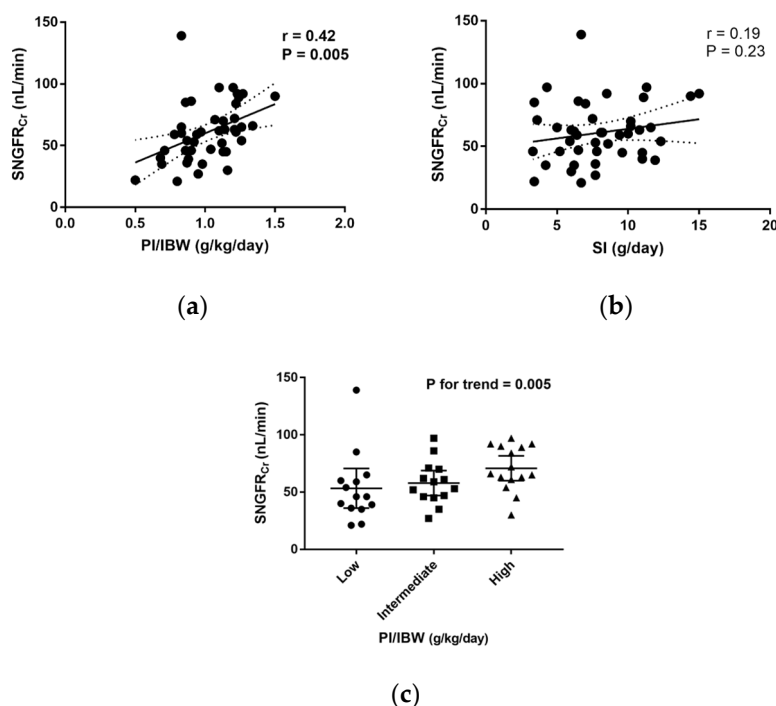 r = 0.42
P = 0.005
SNGFRCr (nL/min)
150
100
50
0
0.0 0.5 1.0 1.5 2.0
PI/IBW (g/kg/day)
(a)
r = 0.19
P = 0.23
SNGFRCr (nL/min)
150
100
50
0
0 5 10 15 20
SI (g/day)
(b)
P for trend = 0.005
SNGFRCr (nL/min)
150
100
50
0
Low Intermediate High
PI/IBW (g/kg/day)
(c)